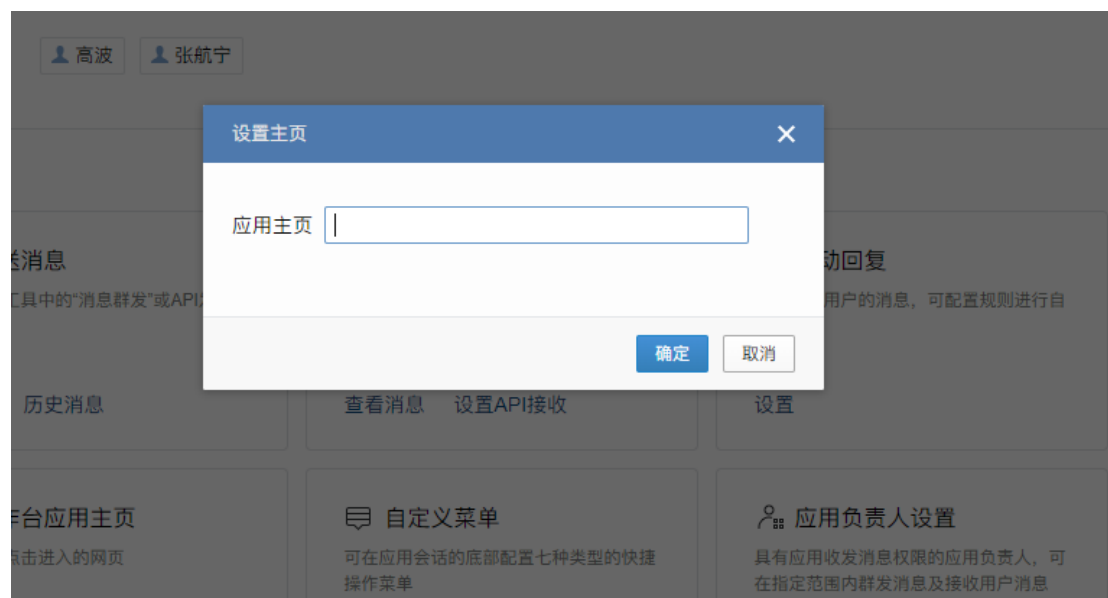 高波 张航宁
设置主页
应用主页
送消息
动回复
工具中的“消息群发”或API
用户的消息，可配置规则进行自
确定 取消
历史消息 查看消息 设置API接收 设置
台应用主页 自定义菜单 应用负责人设置
点击进入的网页 可在应用会话的底部配置七种类型的快捷 具有应用收发消息权限的应用负责人，可
操作菜单 在指定范围内群发消息及接收用户消息